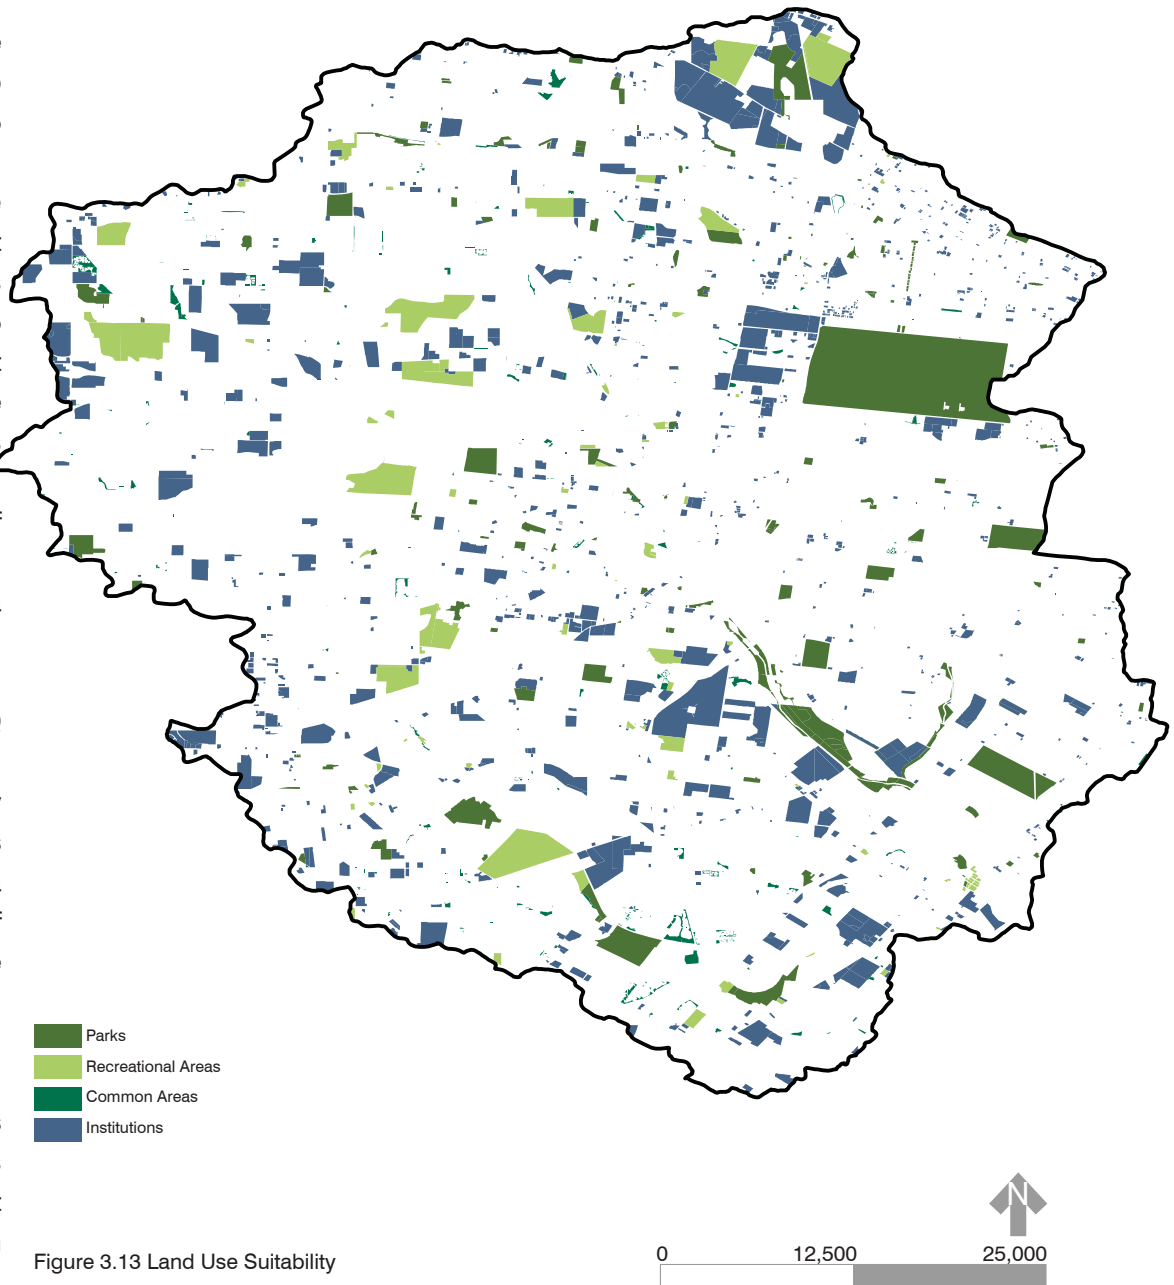 Parks
Recreational Areas
Common Areas
Institutions
N
Figure 3.13 Land Use Suitability
0 12,500 25,000